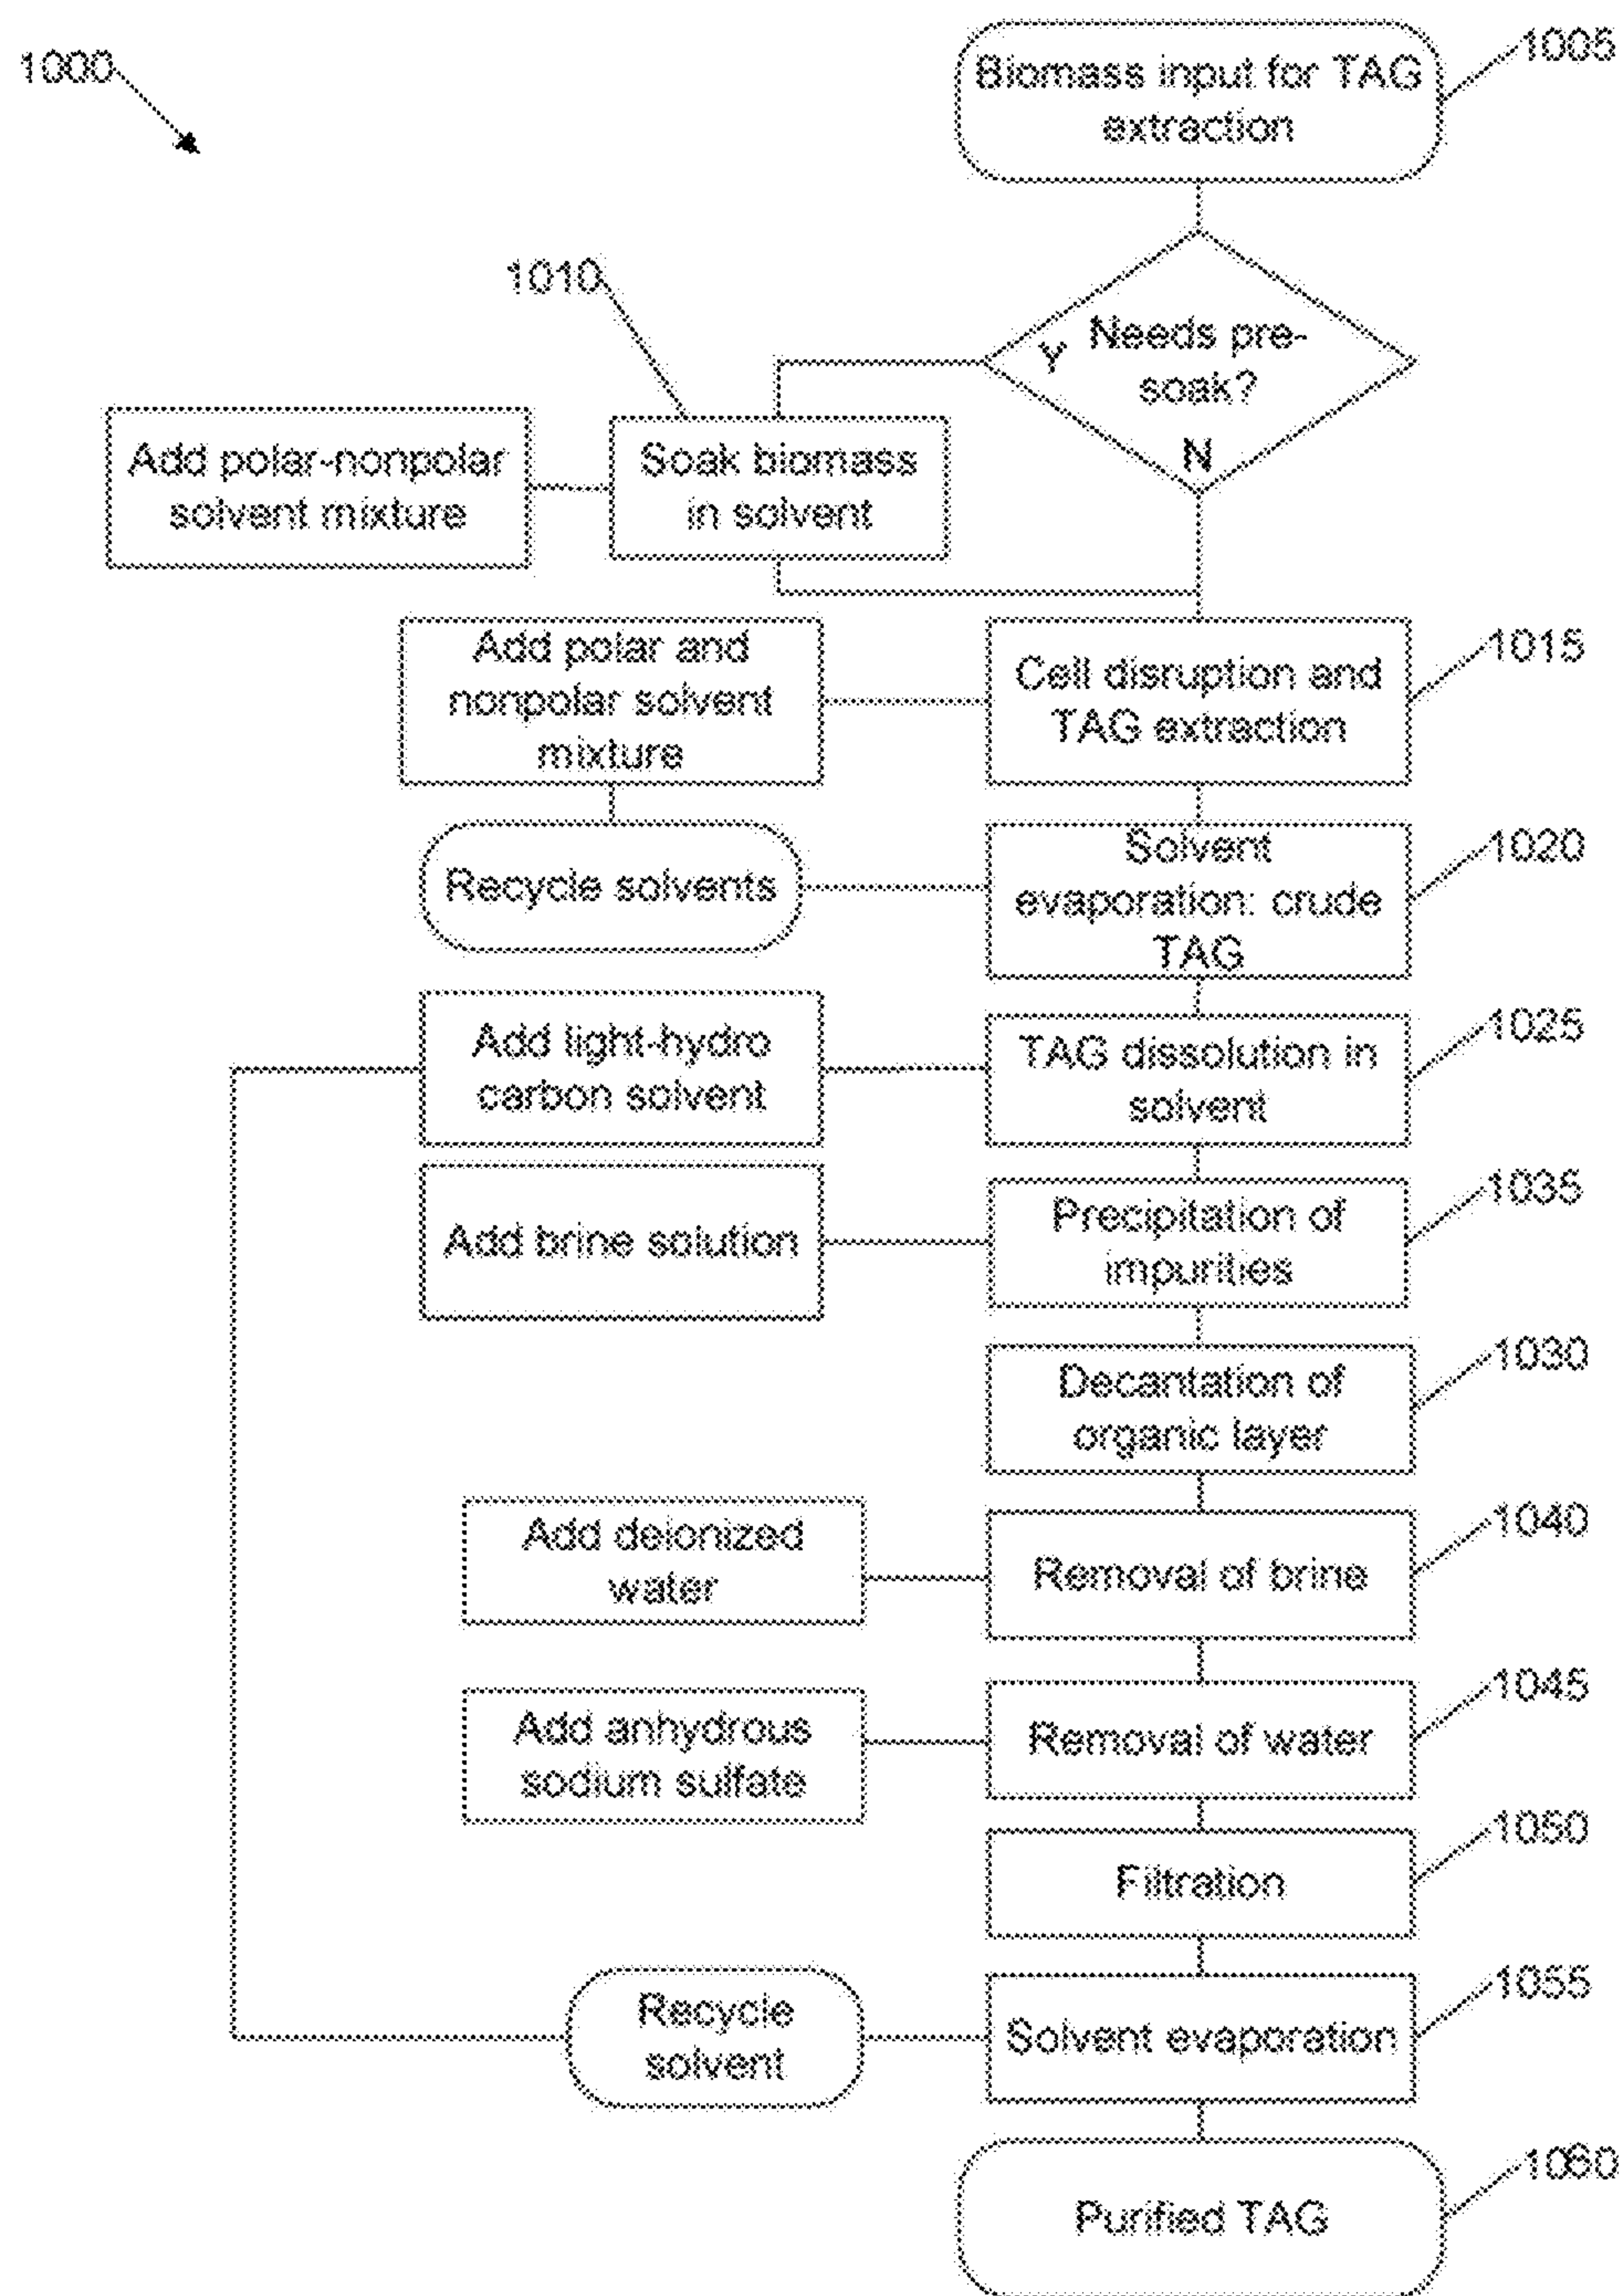 1000
Biomass input for TAG
extraction
1005
Needs pre-
soak?
Y
N
1010
Add polar-nonpolar
solvent mixture
Soak biomass
in solvent
Add polar and
nonpolar solvent
mixture
Cell disruption and
TAG extraction
1015
Recycle solvents
Solvent
evaporation: crude
TAG
1020
Add light-hydro
carbon solvent
TAG dissolution in
solvent
1025
Add brine solution
Precipitation of
impurities
1035
Decantation of
organic layer
1030
Add deionized
water
Removal of brine
1040
Add anhydrous
sodium sulfate
Removal of water
1045
Filtration
1050
Recycle
solvent
Solvent evaporation
1055
Purified TAG
1060